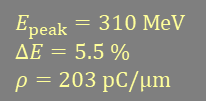 E_peak = 310 MeV
ΔE = 5.5 %
ρ = 203 pC/μm